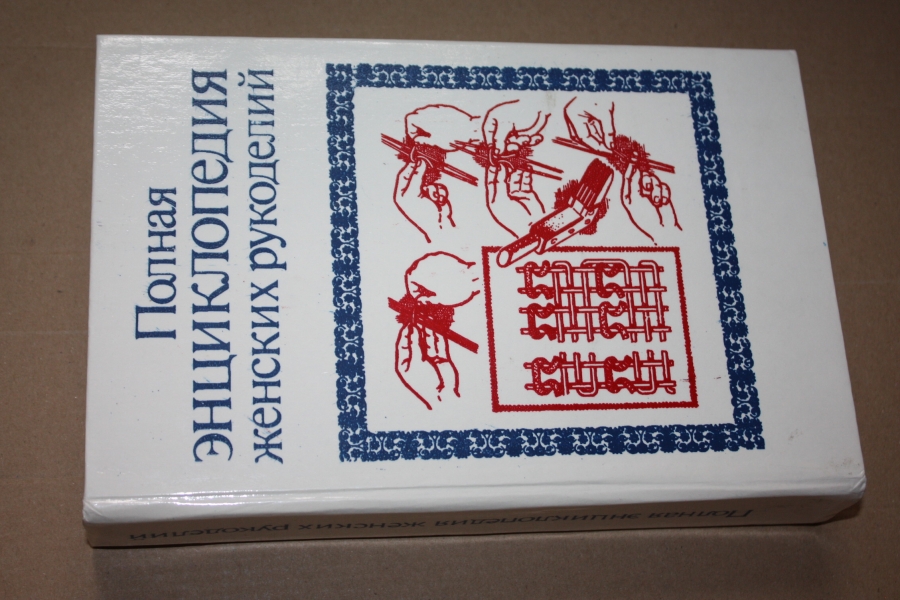 Полная
ЭНЦИКЛОПЕДИЯ
женских рукоделий
Полная энциклопедия женских рукоделий